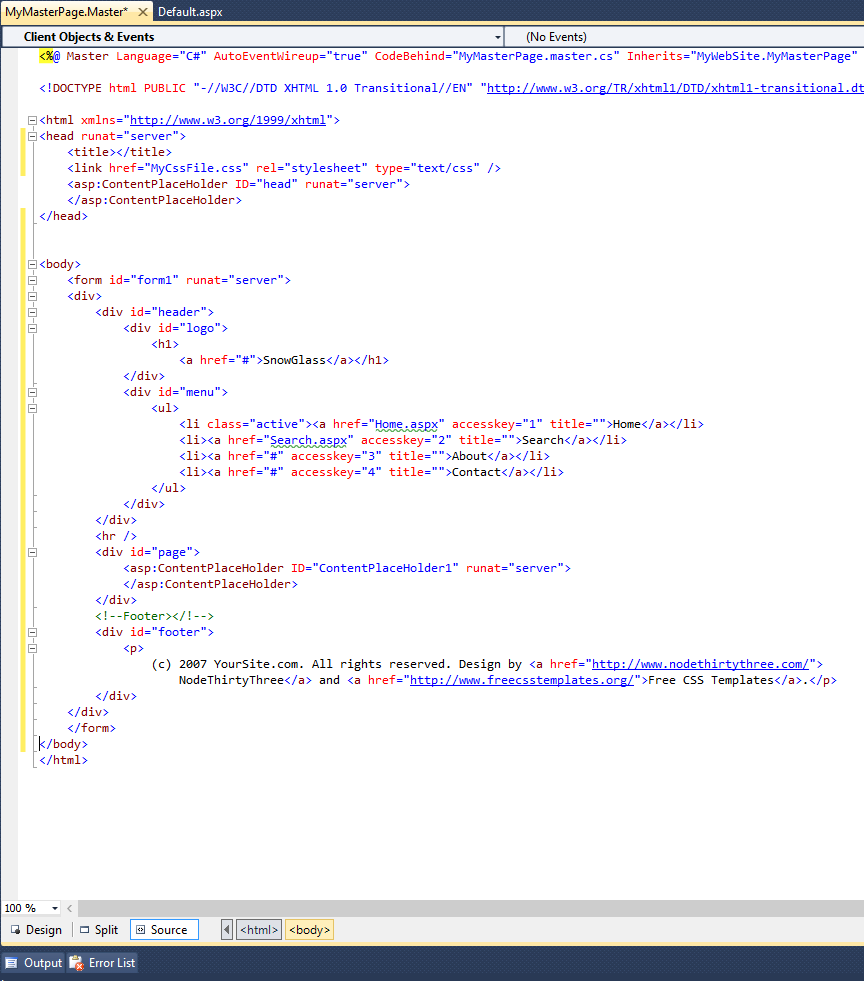 MyMasterPage.Master* Default.aspx
Client Objects & Events (No Events)
<%@ Master Language="C#" AutoEventWireup="true" CodeBehind="MyMasterPage.master.cs" Inherits="MyWebSite.MyMasterPage"
<!DOCTYPE html PUBLIC "-//W3C//DTD XHTML 1.0 Transitional//EN" "http://www.w3.org/TR/xhtml1/DTD/xhtml1-transitional.dt
<html xmlns="http://www.w3.org/1999/xhtml">
<head runat="server">
<title></title>
<link href="MyCssFile.css" rel="stylesheet" type="text/css" />
<asp:ContentPlaceHolder ID="head" runat="server">
</asp:ContentPlaceHolder>
</head>
<body>
<form id="form1" runat="server">
<div>
<div id="header">
<div id="logo">
<h1>
<a href="#">SnowGlass</a></h1>
</div>
<div id="menu">
<ul>
<li class="active"><a href="Home.aspx" accesskey="1" title="">Home</a></li>
<li><a href="Search.aspx" accesskey="2" title="">Search</a></li>
<li><a href="#" accesskey="3" title="">About</a></li>
<li><a href="#" accesskey="4" title="">Contact</a></li>
</ul>
</div>
</div>
<hr />
<div id="page">
<asp:ContentPlaceHolder ID="ContentPlaceHolder1" runat="server">
</asp:ContentPlaceHolder>
</div>
<!--Footer></!-->
<div id="footer">
<p>
(c) 2007 YourSite.com. All rights reserved. Design by <a href="http://www.nodethirtythree.com/">
NodeThirtyThree</a> and <a href="http://www.freecsstemplates.org/">Free CSS Templates</a>.</p>
</div>
</div>
</form>
</body>
</html>
100 %
Design Split Source <html> <body>
Output Error List